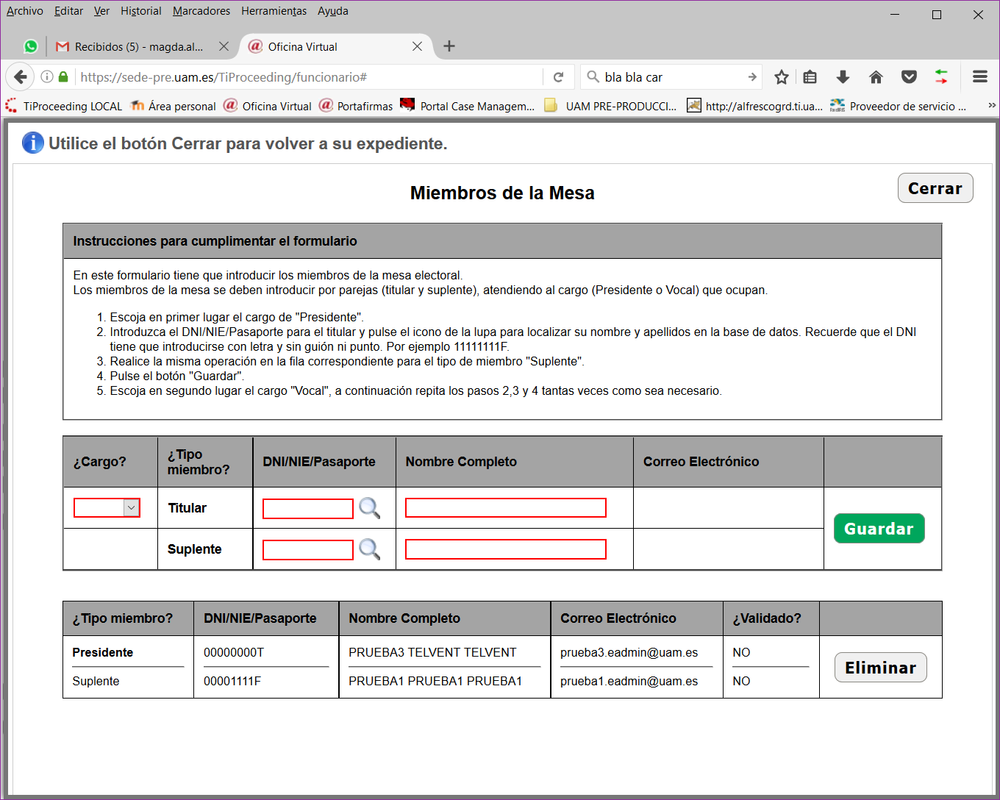 Archivo Editar Ver Historial Marcadores Herramientas Ayuda
Recibidos (5) - magda.al... Oficina Virtual
https://sede-pre.uam.es/TiProceeding/funcionario# bla bla car
TiProceeding LOCAL Área personal Oficina Virtual Portafirmas Portal Case Managem... UAM PRE-PRODUCCI... http://alfrescogrd.ti.ua... Proveedor de servicio ... »
Utilice el botón Cerrar para volver a su expediente.
Miembros de la Mesa
Cerrar
Instrucciones para cumplimentar el formulario
En este formulario tiene que introducir los miembros de la mesa electoral.
Los miembros de la mesa se deben introducir por parejas (titular y suplente), atendiendo al cargo (Presidente o Vocal) que ocupan.
1. Escoja en primer lugar el cargo de "Presidente".
2. Introduzca el DNI/NIE/Pasaporte para el titular y pulse el icono de la lupa para localizar su nombre y apellidos en la base de datos. Recuerde que el DNI
tiene que introducirse con letra y sin guión ni punto. Por ejemplo 11111111F.
3. Realice la misma operación en la fila correspondiente para el tipo de miembro "Suplente".
4. Pulse el botón "Guardar".
5. Escoja en segundo lugar el cargo "Vocal", a continuación repita los pasos 2,3 y 4 tantas veces como sea necesario.
¿Cargo? ¿Tipo miembro? DNI/NIE/Pasaporte Nombre Completo Correo Electrónico
Titular
Guardar
Suplente
¿Tipo miembro? DNI/NIE/Pasaporte Nombre Completo Correo Electrónico ¿Validado?
Presidente 00000000T PRUEBA3 TELVENT TELVENT prueba3.eadmin@uam.es NO
Eliminar
Suplente 00001111F PRUEBA1 PRUEBA1 PRUEBA1 prueba1.eadmin@uam.es NO